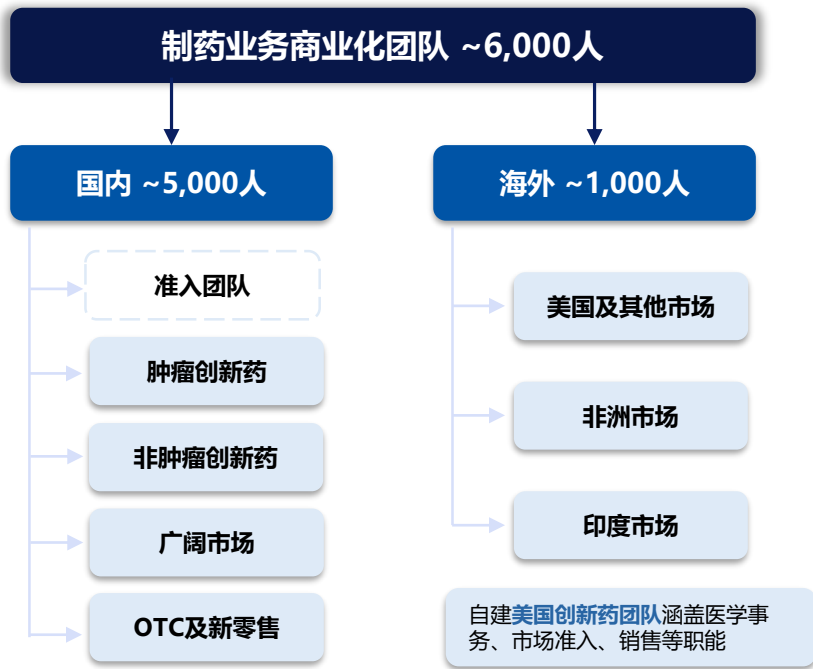 制药业务商业化团队 ~6,000人
国内 ~5,000人
准入团队
肿瘤创新药
非肿瘤创新药
广阔市场
OTC及新零售
海外 ~1,000人
美国及其他市场
非洲市场
印度市场
自建美国创新药团队涵盖医学事
务、市场准入、销售等职能